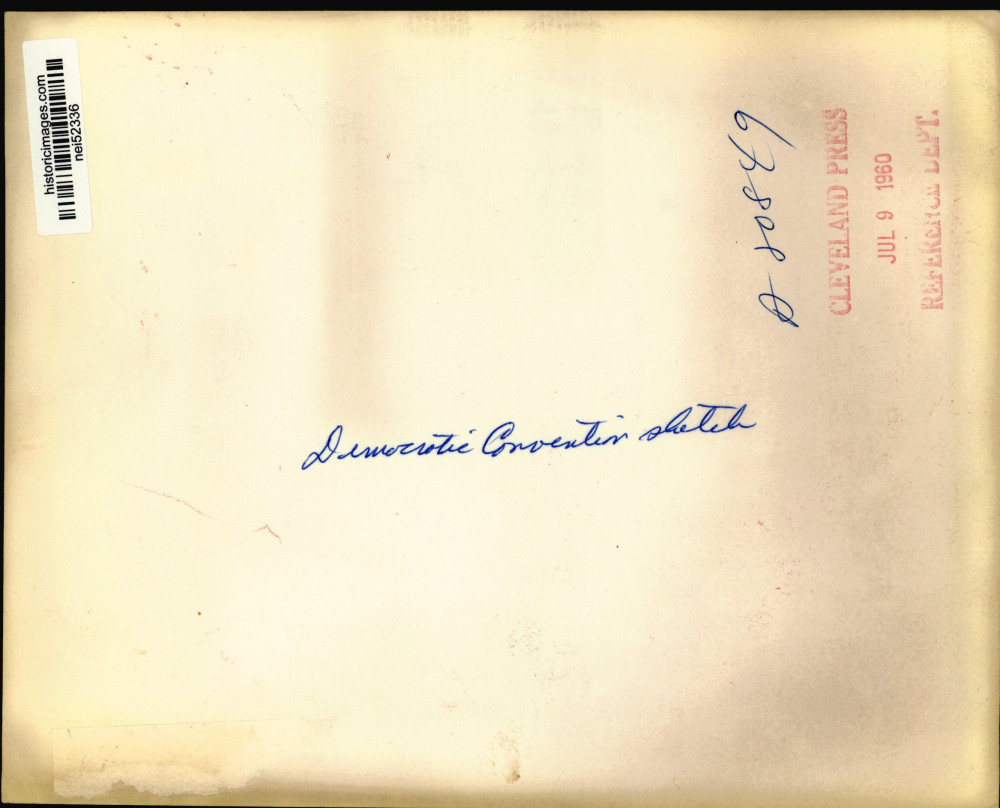 historicimages.com
nei52336
CLEVELAND PRESS
JUL 9 1960
REFERENCE DEPT.
Democratic Convention sketch